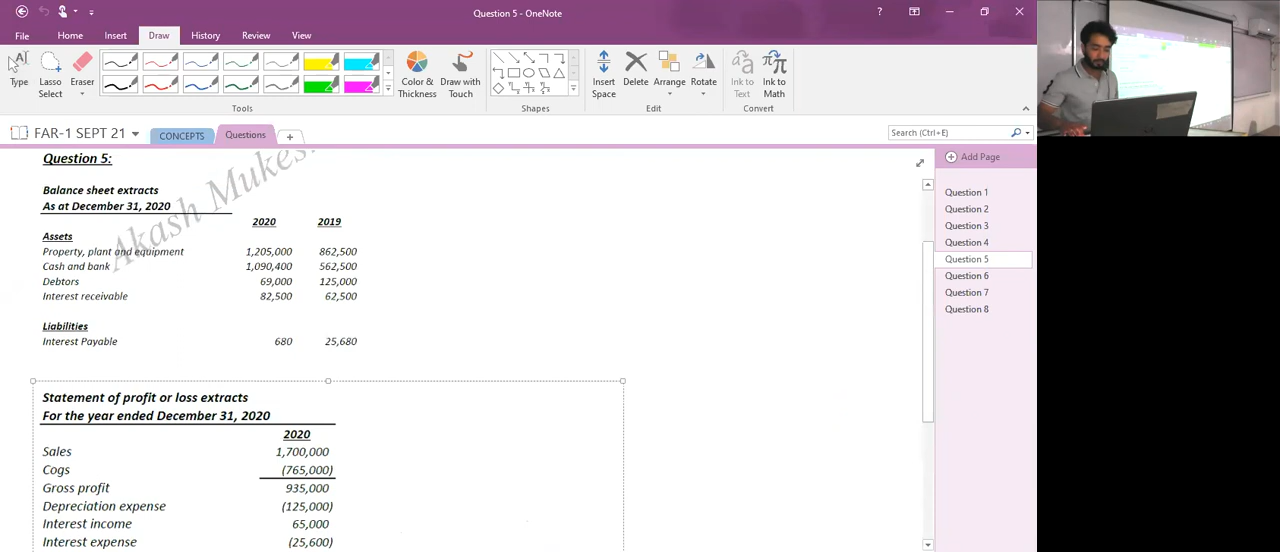 Question 5 - OneNote
?
File Home Insert Draw History Review View
Type
Lasso Select
Eraser
Color & Thickness
Draw with Touch
Insert Space
Delete
Arrange
Rotate
Ink to Text
Ink to Math
Tools
Shapes
Edit
Convert
FAR-1 SEPT 21
CONCEPTS
Questions
Search (Ctrl+E)
Add Page
Question 1
Question 2
Question 3
Question 4
Question 5
Question 6
Question 7
Question 8
Question 5:
Akash Mukes
Balance sheet extracts
As at December 31, 2020
2020 2019
Assets
Property, plant and equipment 1,205,000 862,500
Cash and bank 1,090,400 562,500
Debtors 69,000 125,000
Interest receivable 82,500 62,500
Liabilities
Interest Payable 680 25,680
Statement of profit or loss extracts
For the year ended December 31, 2020
2020
Sales 1,700,000
Cogs (765,000)
Gross profit 935,000
Depreciation expense (125,000)
Interest income 65,000
Interest expense (25,600)